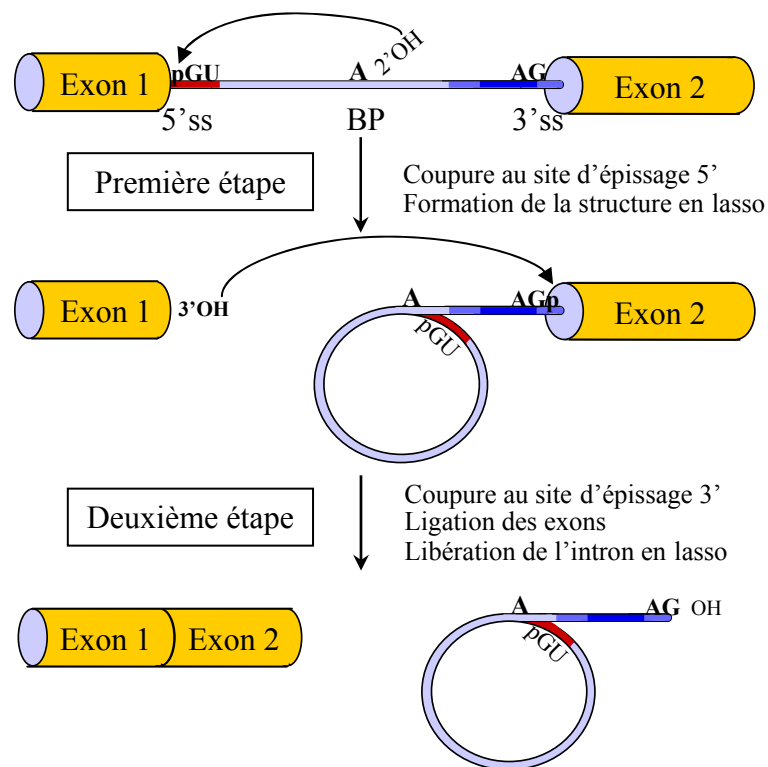 2'OH
Exon 1 pGU A AG Exon 2
5'ss BP 3'ss
Première étape
Coupure au site d'épissage 5'
Formation de la structure en lasso
Exon 1 3'OH A AGp Exon 2
pGU
Deuxième étape
Coupure au site d'épissage 3'
Ligation des exons
Libération de l'intron en lasso
Exon 1 Exon 2 A AG OH
pGU